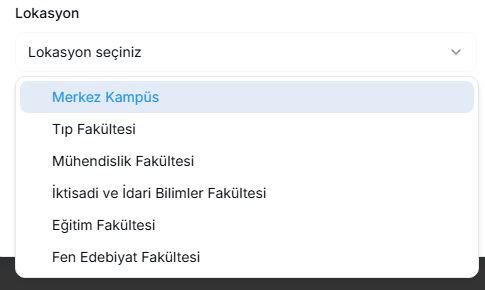 Lokasyon
Lokasyon seçiniz
Merkez Kampüs
Tıp Fakültesi
Mühendislik Fakültesi
İktisadi ve İdari Bilimler Fakültesi
Eğitim Fakültesi
Fen Edebiyat Fakültesi